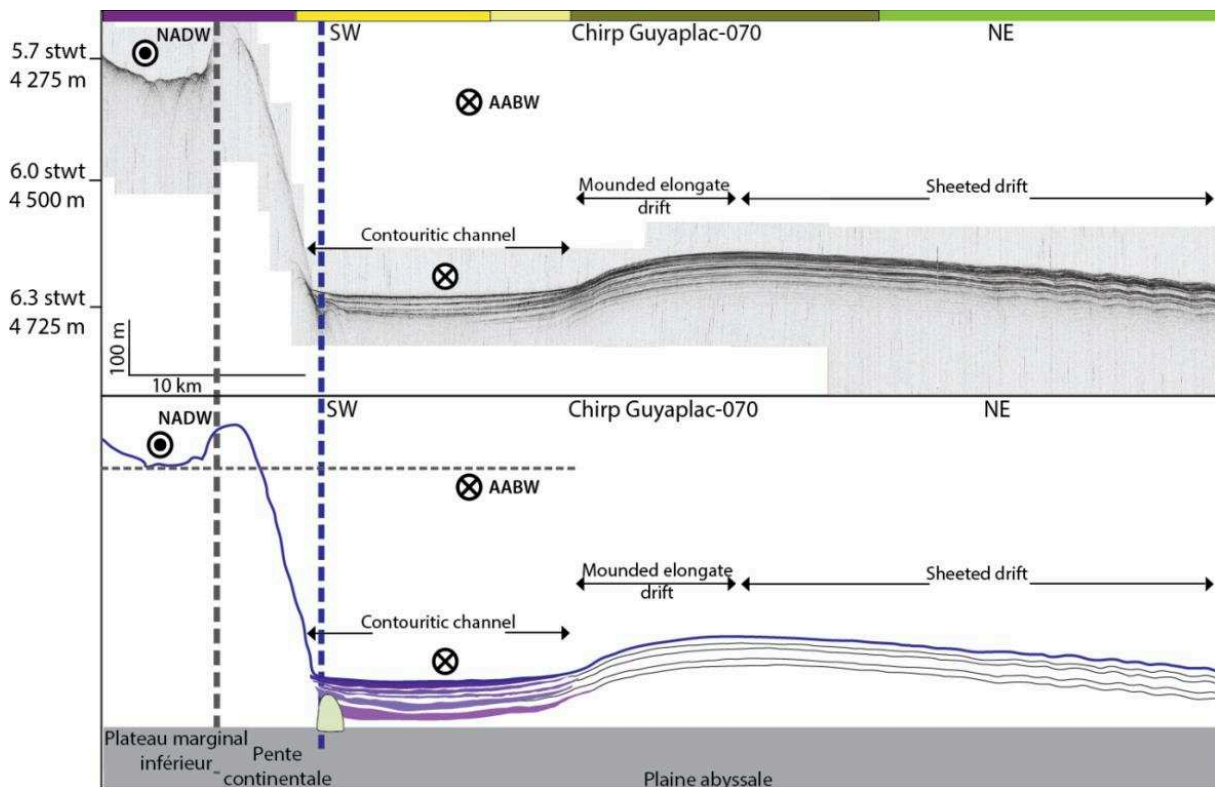 NADW
SW
Chirp Guyaplac-070
NE
5.7 stwt
4 275 m
AABW
6.0 stwt
4 500 m
Mounded elongate
drift
Sheeted drift
Contouritic channel
6.3 stwt
4 725 m
100 m
10 km
SW
Chirp Guyaplac-070
NE
NADW
AABW
Mounded elongate
drift
Sheeted drift
Contouritic channel
Plateau marginal
inférieur
Pente
continentale
Plaine abyssale